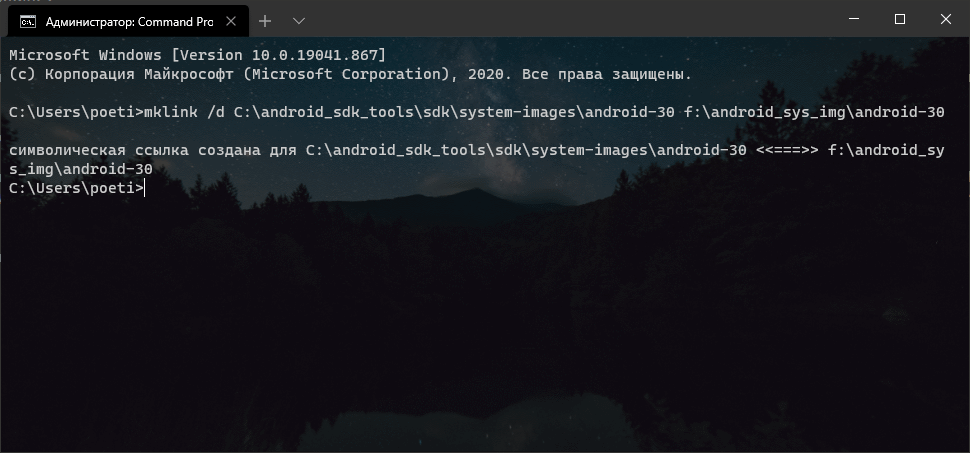 Администратор: Command Pro
Microsoft Windows [Version 10.0.19041.867]
(c) Корпорация Майкрософт (Microsoft Corporation), 2020. Все права защищены.
C:\Users\poeti>mklink /d C:\android_sdk_tools\sdk\system-images\android-30 f:\android_sys_img\android-30
символическая ссылка создана для C:\android_sdk_tools\sdk\system-images\android-30 <<===>> f:\android_sy
s_img\android-30
C:\Users\poeti>